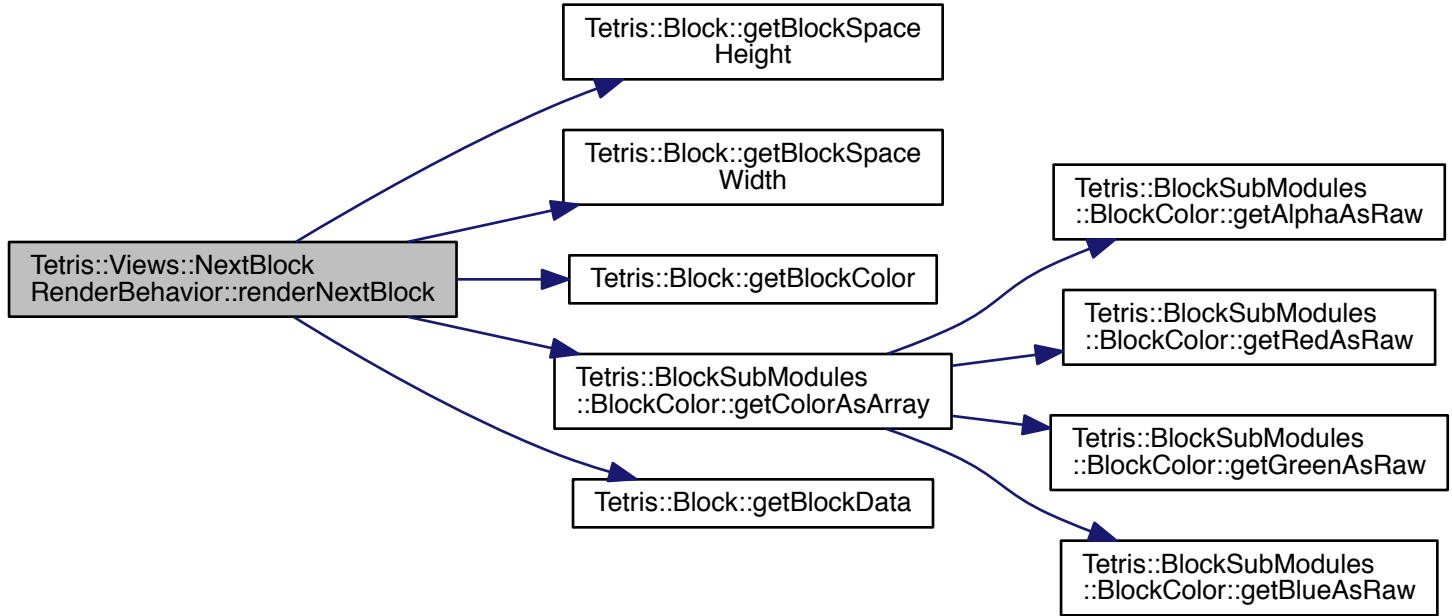 Tetris::Block::getBlockSpace
Height
Tetris::Block::getBlockSpace
Width
Tetris::Views::NextBlock
RenderBehavior::renderNextBlock
Tetris::Block::getBlockColor
Tetris::BlockSubModules
::BlockColor::getColorAsArray
Tetris::Block::getBlockData
Tetris::BlockSubModules
::BlockColor::getAlphaAsRaw
Tetris::BlockSubModules
::BlockColor::getRedAsRaw
Tetris::BlockSubModules
::BlockColor::getGreenAsRaw
Tetris::BlockSubModules
::BlockColor::getBlueAsRaw